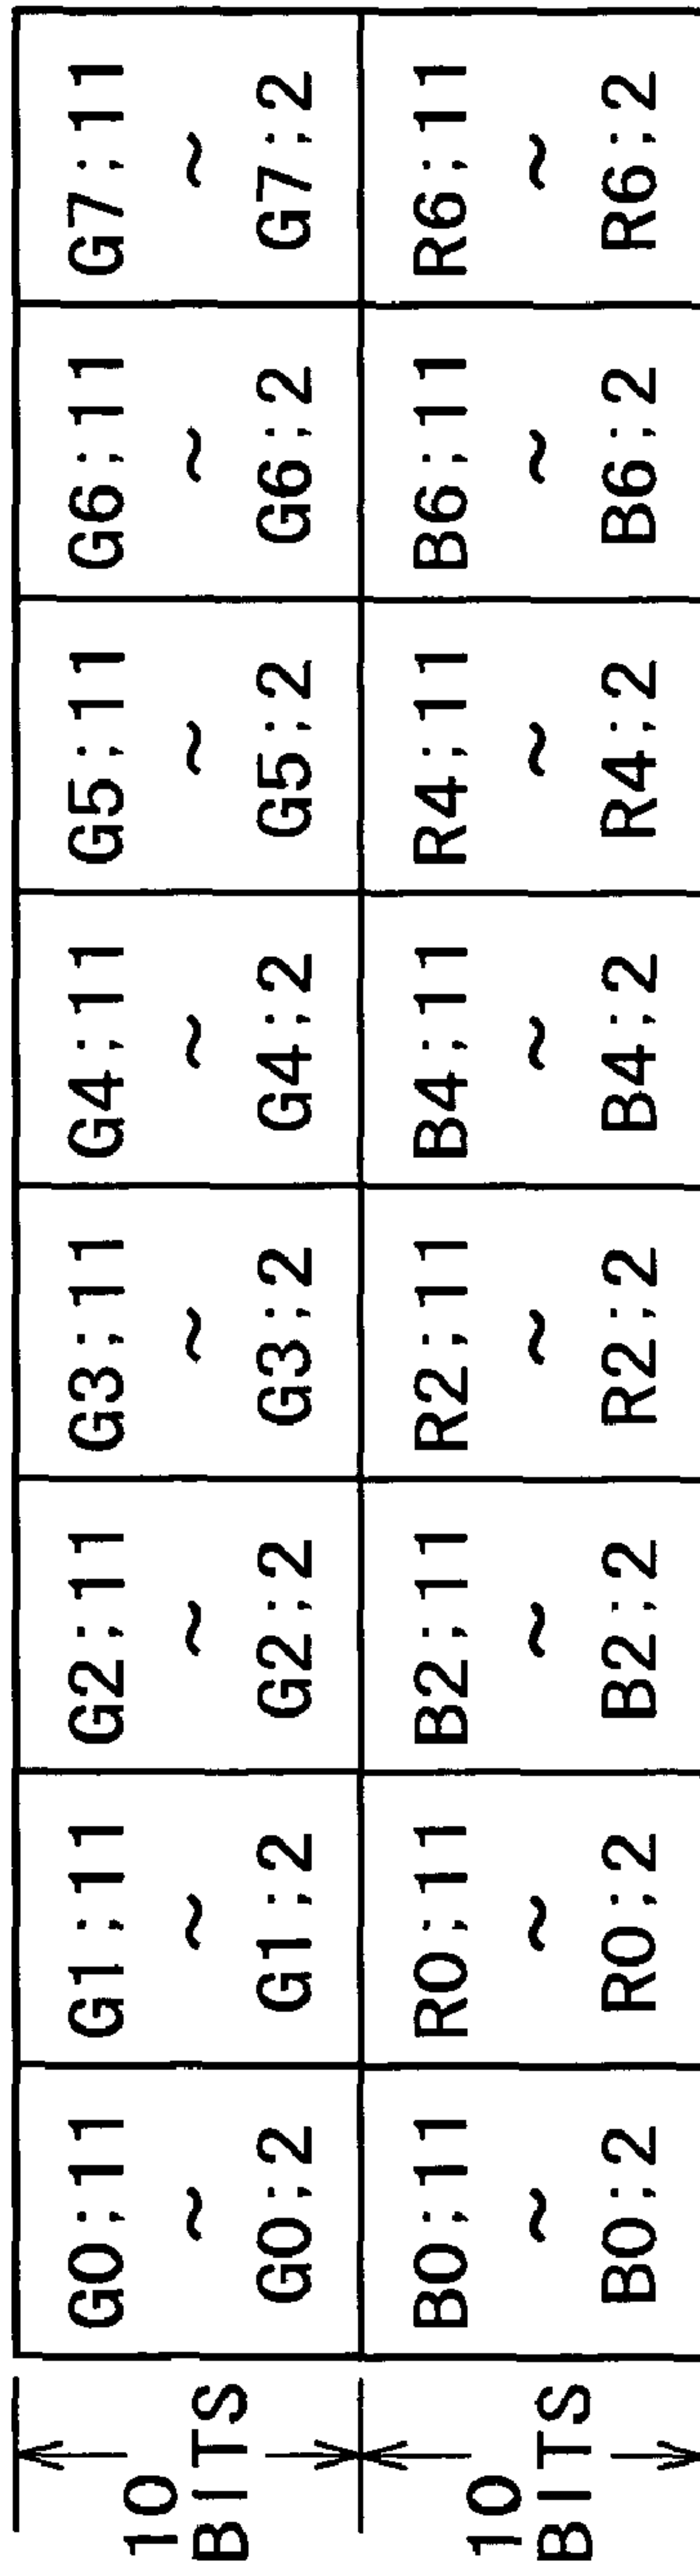 10
BITS
G0;11 G1;11 G2;11 G3;11 G4;11 G5;11 G6;11 G7;11
~ ~ ~ ~ ~ ~ ~ ~
G0;2 G1;2 G2;2 G3;2 G4;2 G5;2 G6;2 G7;2
10
BITS
B0;11 R0;11 B2;11 R2;11 B4;11 R4;11 B6;11 R6;11
~ ~ ~ ~ ~ ~ ~ ~
B0;2 R0;2 B2;2 R2;2 B4;2 R4;2 B6;2 R6;2